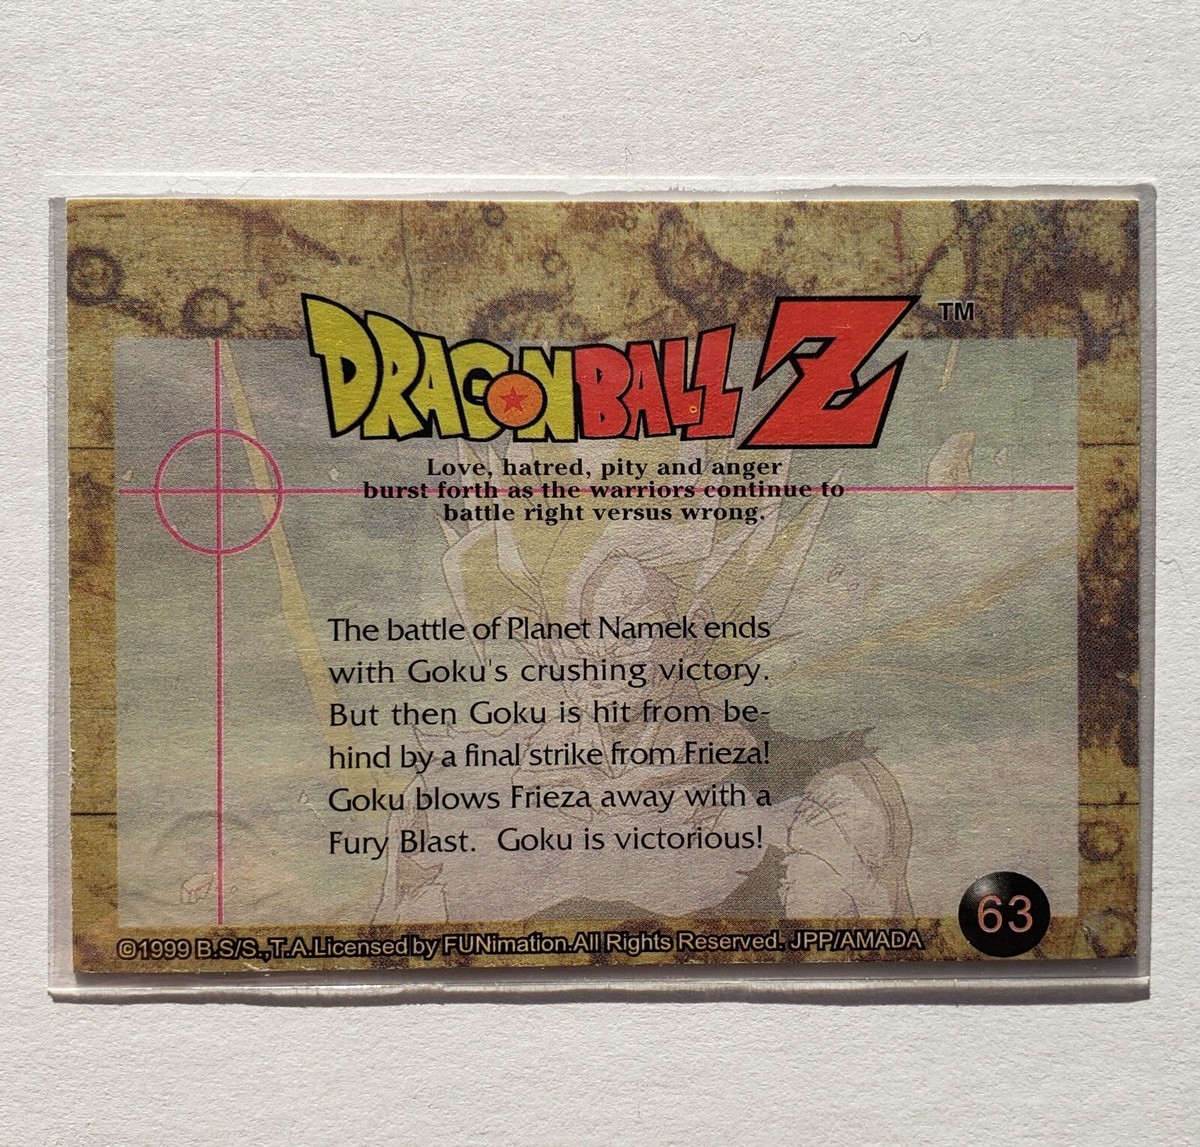 DRAGONBALL Z TM
Love, hatred, pity and anger
burst forth as the warriors continue to
battle right versus wrong.
The battle of Planet Namek ends
with Goku's crushing victory.
But then Goku is hit from be-
hind by a final strike from Frieza!
Goku blows Frieza away with a
Fury Blast. Goku is victorious!
63
©1999 B.S/S.,T.A.Licensed by FUNimation.All Rights Reserved. JPP/AMADA